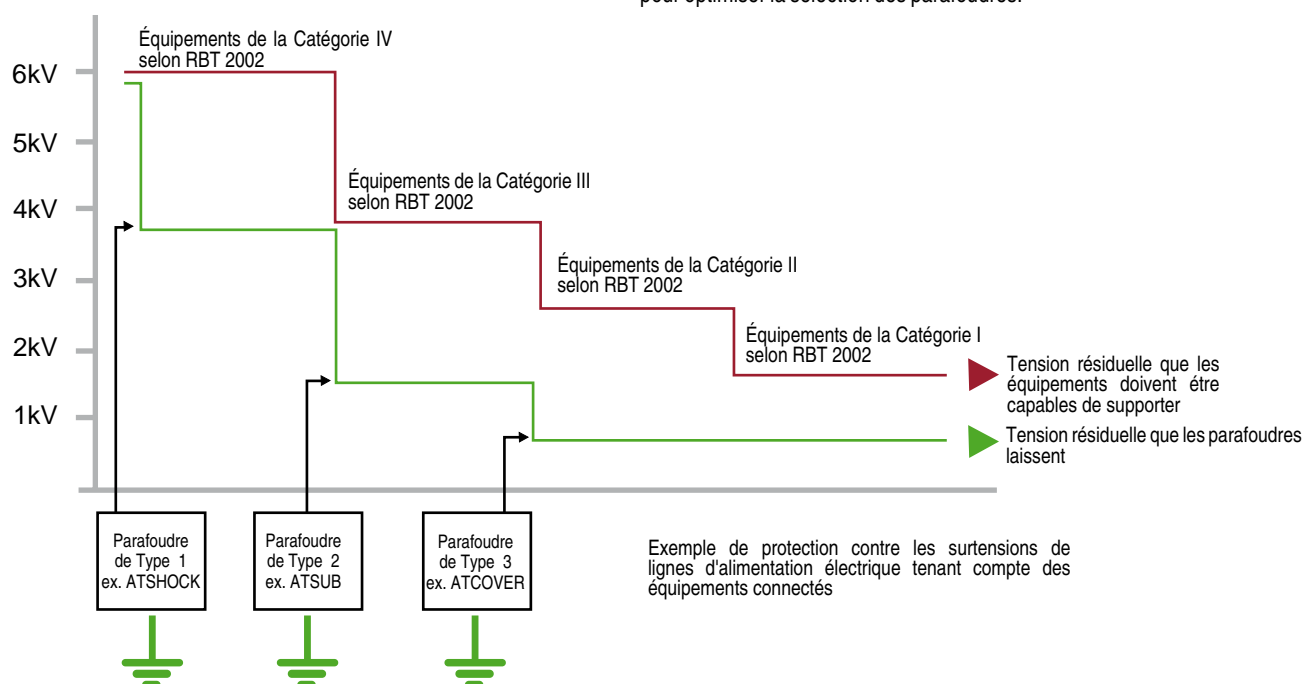 pour optimiser la sélection des parafoudres.
Équipements de la Catégorie IV
selon RBT 2002
6kV
5kV
4kV
3kV
2kV
1kV
Équipements de la Catégorie III
selon RBT 2002
Équipements de la Catégorie II
selon RBT 2002
Équipements de la Catégorie I
selon RBT 2002
Tension résiduelle que les
équipements doivent étre
capables de supporter
Tension résiduelle que les parafoudres
laissent
Parafoudre
de Type 1
ex. ATSHOCK
Parafoudre
de Type 2
ex. ATSUB
Parafoudre
de Type 3
ex. ATCOVER
Exemple de protection contre les surtensions de
lignes d'alimentation électrique tenant compte des
équipements connectés